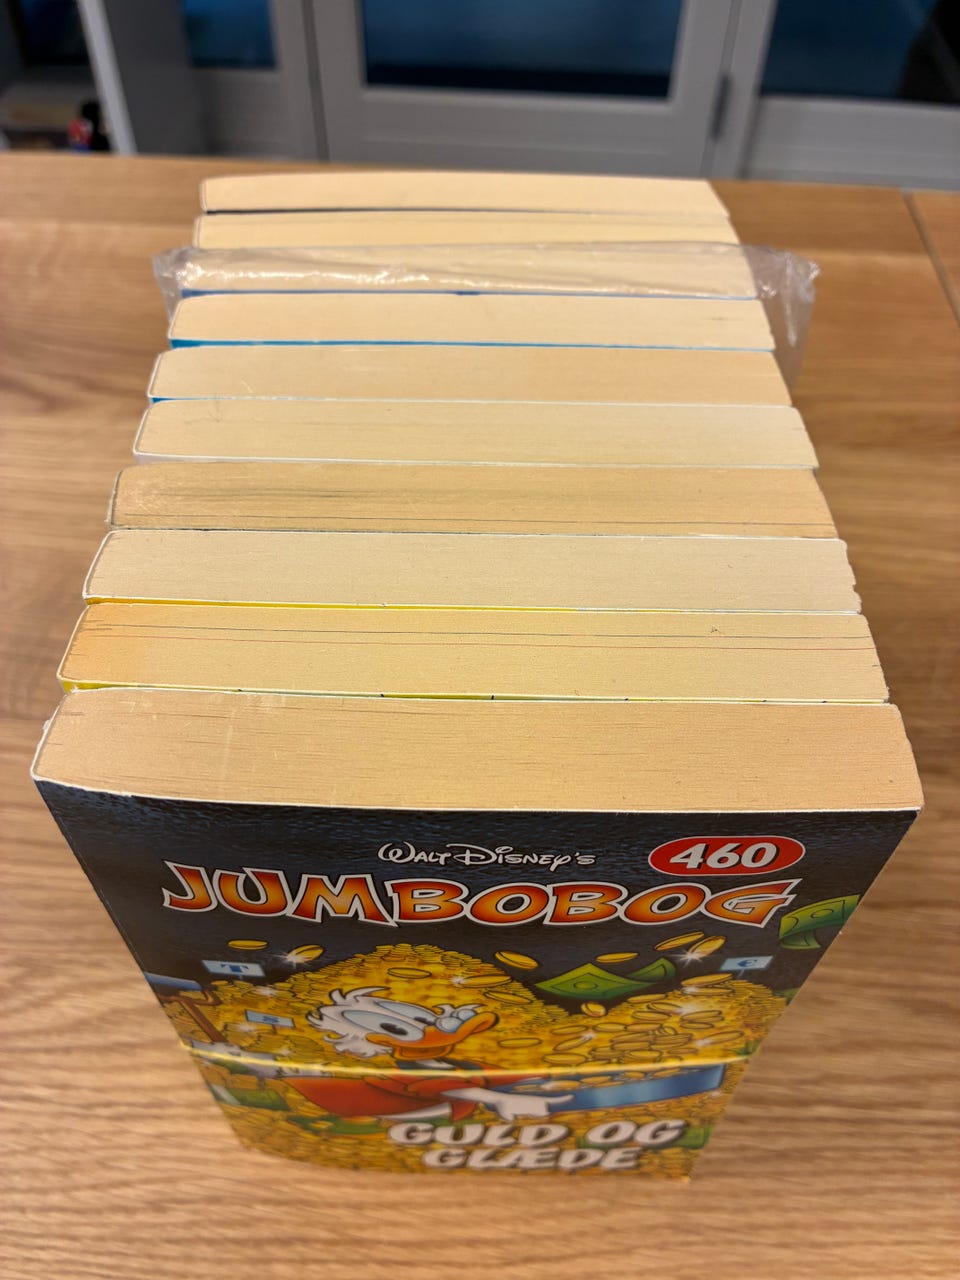 WALT DISNEY'S
460
JUMBOBOG
T
€
$
GULD OG
GLÆDE